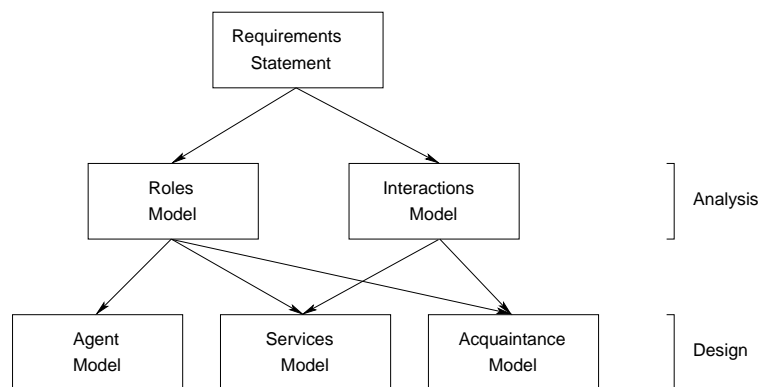 Requirements
Statement
Roles
Model
Interactions
Model
Analysis
Agent
Model
Services
Model
Acquaintance
Model
Design